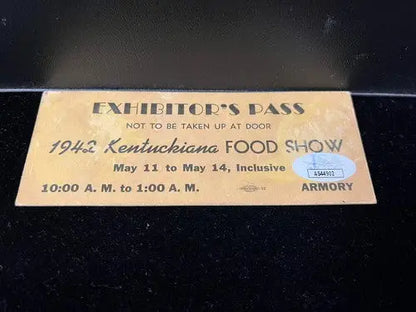 EXHIBITOR'S PASS
NOT TO BE TAKEN UP AT DOOR
1942 Kentuckiana FOOD SHOW
May 11 to May 14, Inclusive
10:00 A. M. to 1:00 A. M.
ARMORY